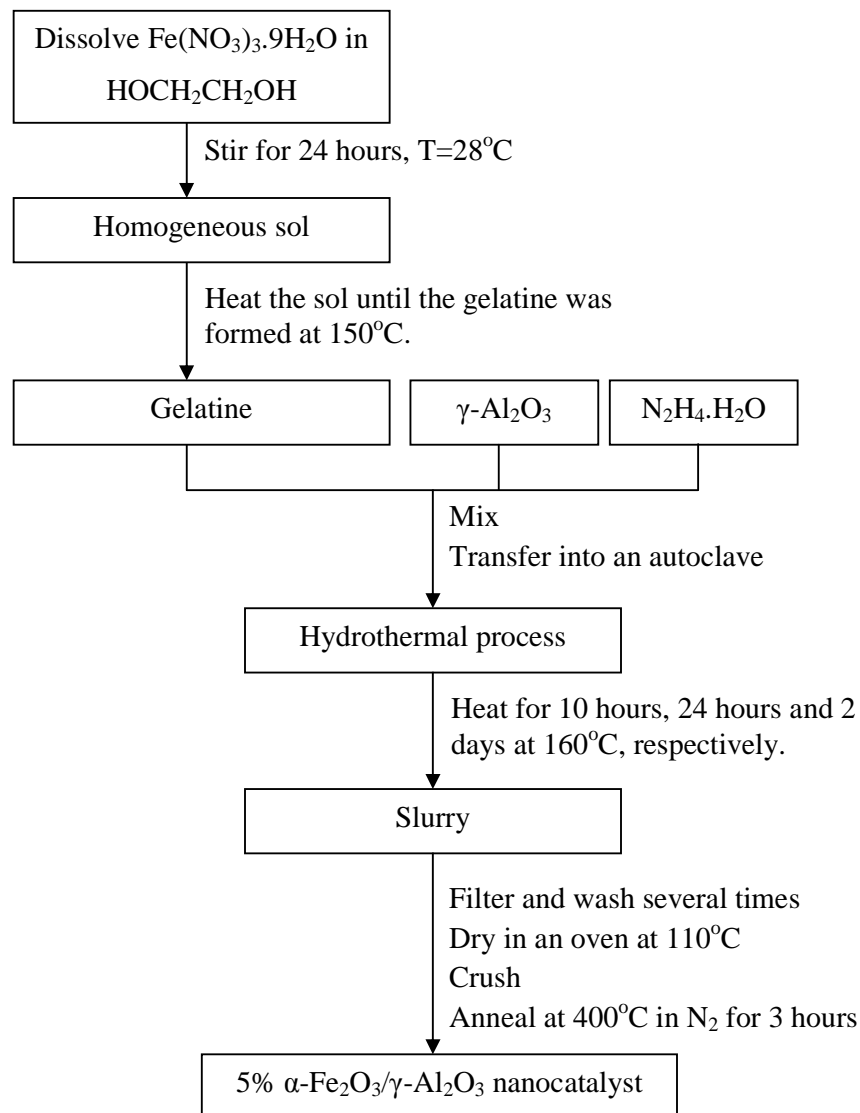 Dissolve Fe(NO₃)₃.9H₂O in
HOCH₂CH₂OH
Stir for 24 hours, T=28°C
Homogeneous sol
Heat the sol until the gelatine was
formed at 150°C.
Gelatine
γ-Al₂O₃
N₂H₄.H₂O
Mix
Transfer into an autoclave
Hydrothermal process
Heat for 10 hours, 24 hours and 2
days at 160°C, respectively.
Slurry
Filter and wash several times
Dry in an oven at 110°C
Crush
Anneal at 400°C in N₂ for 3 hours
5% α-Fe₂O₃/γ-Al₂O₃ nanocatalyst